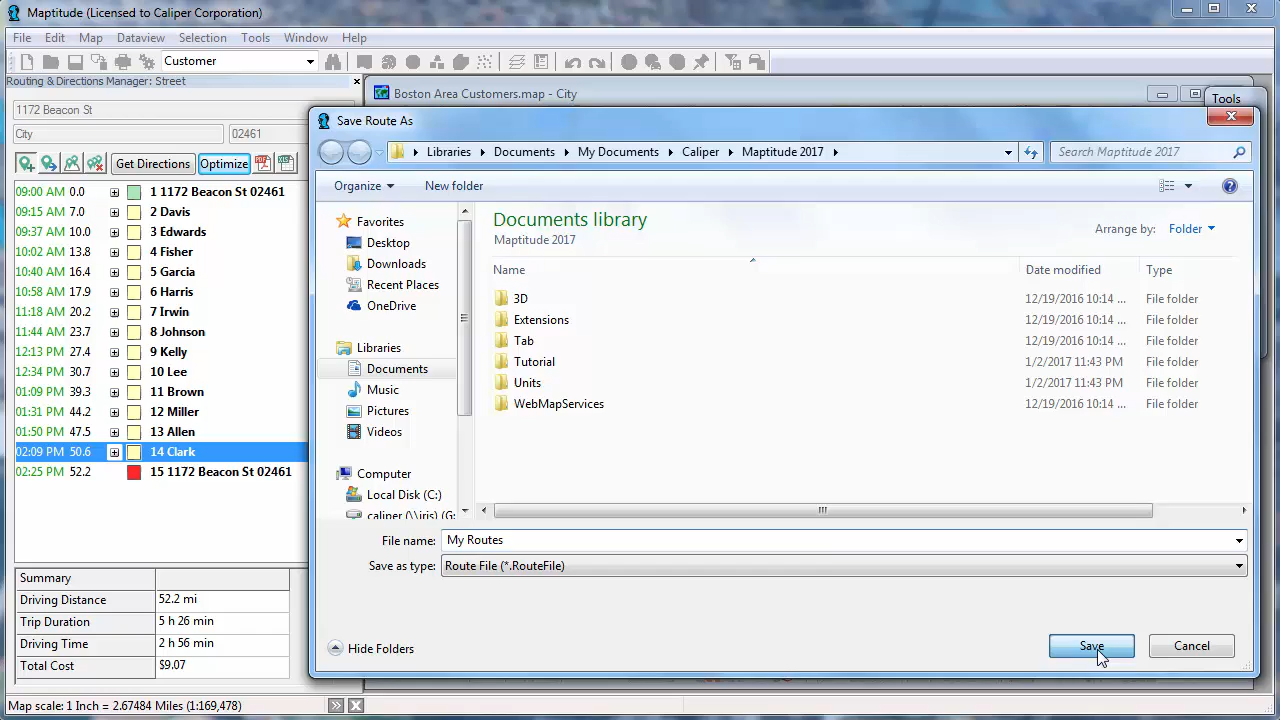 Maptitude (Licensed to Caliper Corporation)
File Edit Map Dataview Selection Tools Window Help
Customer
Routing & Directions Manager: Street
1172 Beacon St
City 02461
Get Directions Optimize
09:00 AM 0.0 1 1172 Beacon St 02461
09:15 AM 7.0 2 Davis
09:37 AM 10.0 3 Edwards
10:02 AM 13.8 4 Fisher
10:40 AM 16.4 5 Garcia
10:58 AM 17.9 6 Harris
11:18 AM 20.2 7 Irwin
11:44 AM 23.7 8 Johnson
12:13 PM 27.4 9 Kelly
12:34 PM 30.7 10 Lee
01:09 PM 39.3 11 Brown
01:31 PM 44.2 12 Miller
01:50 PM 47.5 13 Allen
02:09 PM 50.6 14 Clark
02:25 PM 52.2 15 1172 Beacon St 02461
Summary
Driving Distance 52.2 mi
Trip Duration 5 h 26 min
Driving Time 2 h 56 min
Total Cost $9.07
Map scale: 1 Inch = 2.67484 Miles (1:169,478)
Boston Area Customers.map - City
Tools
Save Route As
Libraries Documents My Documents Caliper Maptitude 2017
Search Maptitude 2017
Organize New folder
Favorites
Desktop
Downloads
Recent Places
OneDrive
Libraries
Documents
Music
Pictures
Videos
Computer
Local Disk (C:)
caliper (\\iris) (G:
Documents library
Maptitude 2017
Arrange by: Folder
Name Date modified Type
3D 12/19/2016 10:14 ... File folder
Extensions 12/19/2016 10:14 ... File folder
Tab 12/19/2016 10:14 ... File folder
Tutorial 1/2/2017 11:43 PM File folder
Units 1/2/2017 11:43 PM File folder
WebMapServices 12/19/2016 10:14 ... File folder
File name: My Routes
Save as type: Route File (*.RouteFile)
Hide Folders
Save Cancel